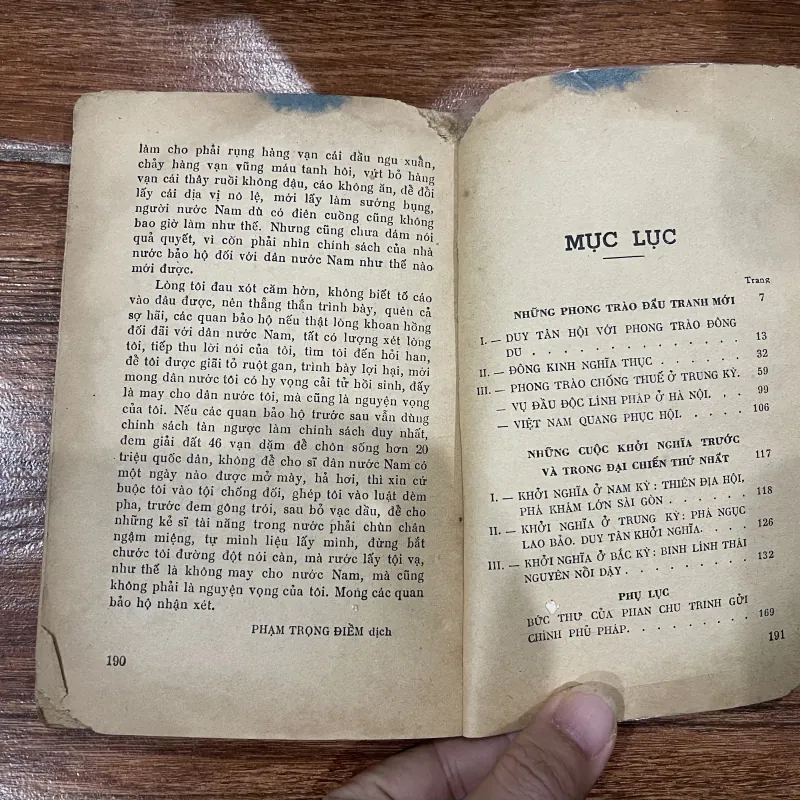 làm cho phải rụng hàng vạn cái đầu ngu xuẩn,
chảy hàng vạn vũng máu tanh hôi, vứt bỏ hàng
vạn cái thây ruồi không đậu, cáo không ăn, để đổi
lấy cái địa vị nô lệ, mới lấy làm sướng bụng,
người nước Nam dù có điên cuồng cũng không
bao giờ làm như thế. Nhưng cũng chưa dám nói
quả quyết, vì còn phải nhìn chính sách của nhà
nước bảo hộ đối với dân nước Nam như thế nào
mới được.
Lòng tôi đau xót căm hờn, không biết tố cáo
vào đâu được, nên thẳng thắn trình bày, quên cả
sợ hãi, các quan bảo hộ nếu thật lòng khoan hồng
đối đãi với dân nước Nam, tất có lượng xét lòng
tôi, tiếp thu lời nói của tôi, tìm tôi đến hỏi han,
để tôi được giãi tỏ ruột gan, trình bày lợi hại, mới
mong dân nước tôi có hy vọng cải tử hồi sinh, đấy
là may cho dân nước tôi, mà cũng là nguyện vọng
của tôi. Nếu các quan bảo hộ trước sau vẫn dùng
chính sách tàn ngược làm chính sách duy nhất,
đem giải đất 46 vạn dặm để chôn sống hơn 20
triệu quốc dân, không để cho sĩ dân nước Nam có
một ngày nào được mở mày, hả hơi, thì xin cứ
buộc tôi vào tội chống đối, ghép tôi vào luật dèm
pha, trước đem gông trói, sau bỏ vạc dầu, để cho
những kẻ sĩ tài năng trong nước phải chùn chân
ngậm miệng, tự mình liệu lấy mình, đừng bắt
chước tôi đường đột nói càn, mà rước lấy tội vạ,
như thế là không may cho nước Nam, mà cũng
không phải là nguyện vọng của tôi. Mong các quan
bảo hộ nhận xét.
PHẠM TRỌNG ĐIỀM dịch
190
MỤC LỤC
Trang
NHỮNG PHONG TRÀO ĐẤU TRANH MỚI 7
I. — DUY TÂN HỘI VỚI PHONG TRÀO ĐÔNG
DU . . . . . . . . . . . . 13
II. — ĐÔNG KINH NGHĨA THỤC . . . . . . 32
III. — PHONG TRÀO CHỐNG THUẾ Ở TRUNG KỲ. 59
— VỤ ĐẦU ĐỘC LÍNH PHÁP Ở HÀ NỘI. . . 99
— VIỆT NAM QUANG PHỤC HỘI. . . . . 106
NHỮNG CUỘC KHỞI NGHĨA TRƯỚC
VÀ TRONG ĐẠI CHIẾN THỨ NHẤT 117
I. — KHỞI NGHĨA Ở NAM KỲ : THIÊN ĐỊA HỘI,
PHÁ KHÁM LỚN SÀI GÒN . . . . . . 118
II. — KHỞI NGHĨA Ở TRUNG KỲ : PHÁ NGỤC
LAO BẢO. DUY TÂN KHỞI NGHĨA. . . . 126
III. — KHỞI NGHĨA Ở BẮC KỲ : BINH LÍNH THÁI
NGUYÊN NỔI DẬY . . . . . . . . 132
PHỤ LỤC
BỨC THƯ CỦA PHAN CHU TRINH GỬI
CHÍNH PHỦ PHÁP. . . . . . . . . 169
191